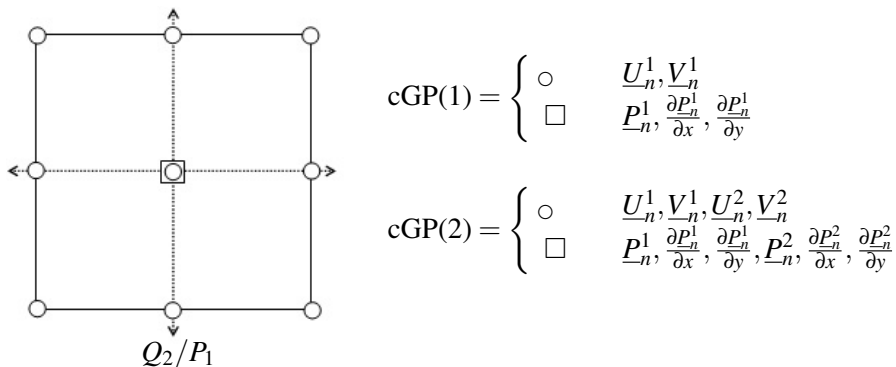 cGP(1) = { ○ U_n^1, V_n^1
□ P_n^1, ∂P_n^1/∂x, ∂P_n^1/∂y
cGP(2) = { ○ U_n^1, V_n^1, U_n^2, V_n^2
□ P_n^1, ∂P_n^1/∂x, ∂P_n^1/∂y, P_n^2, ∂P_n^2/∂x, ∂P_n^2/∂y
Q_2/P_1